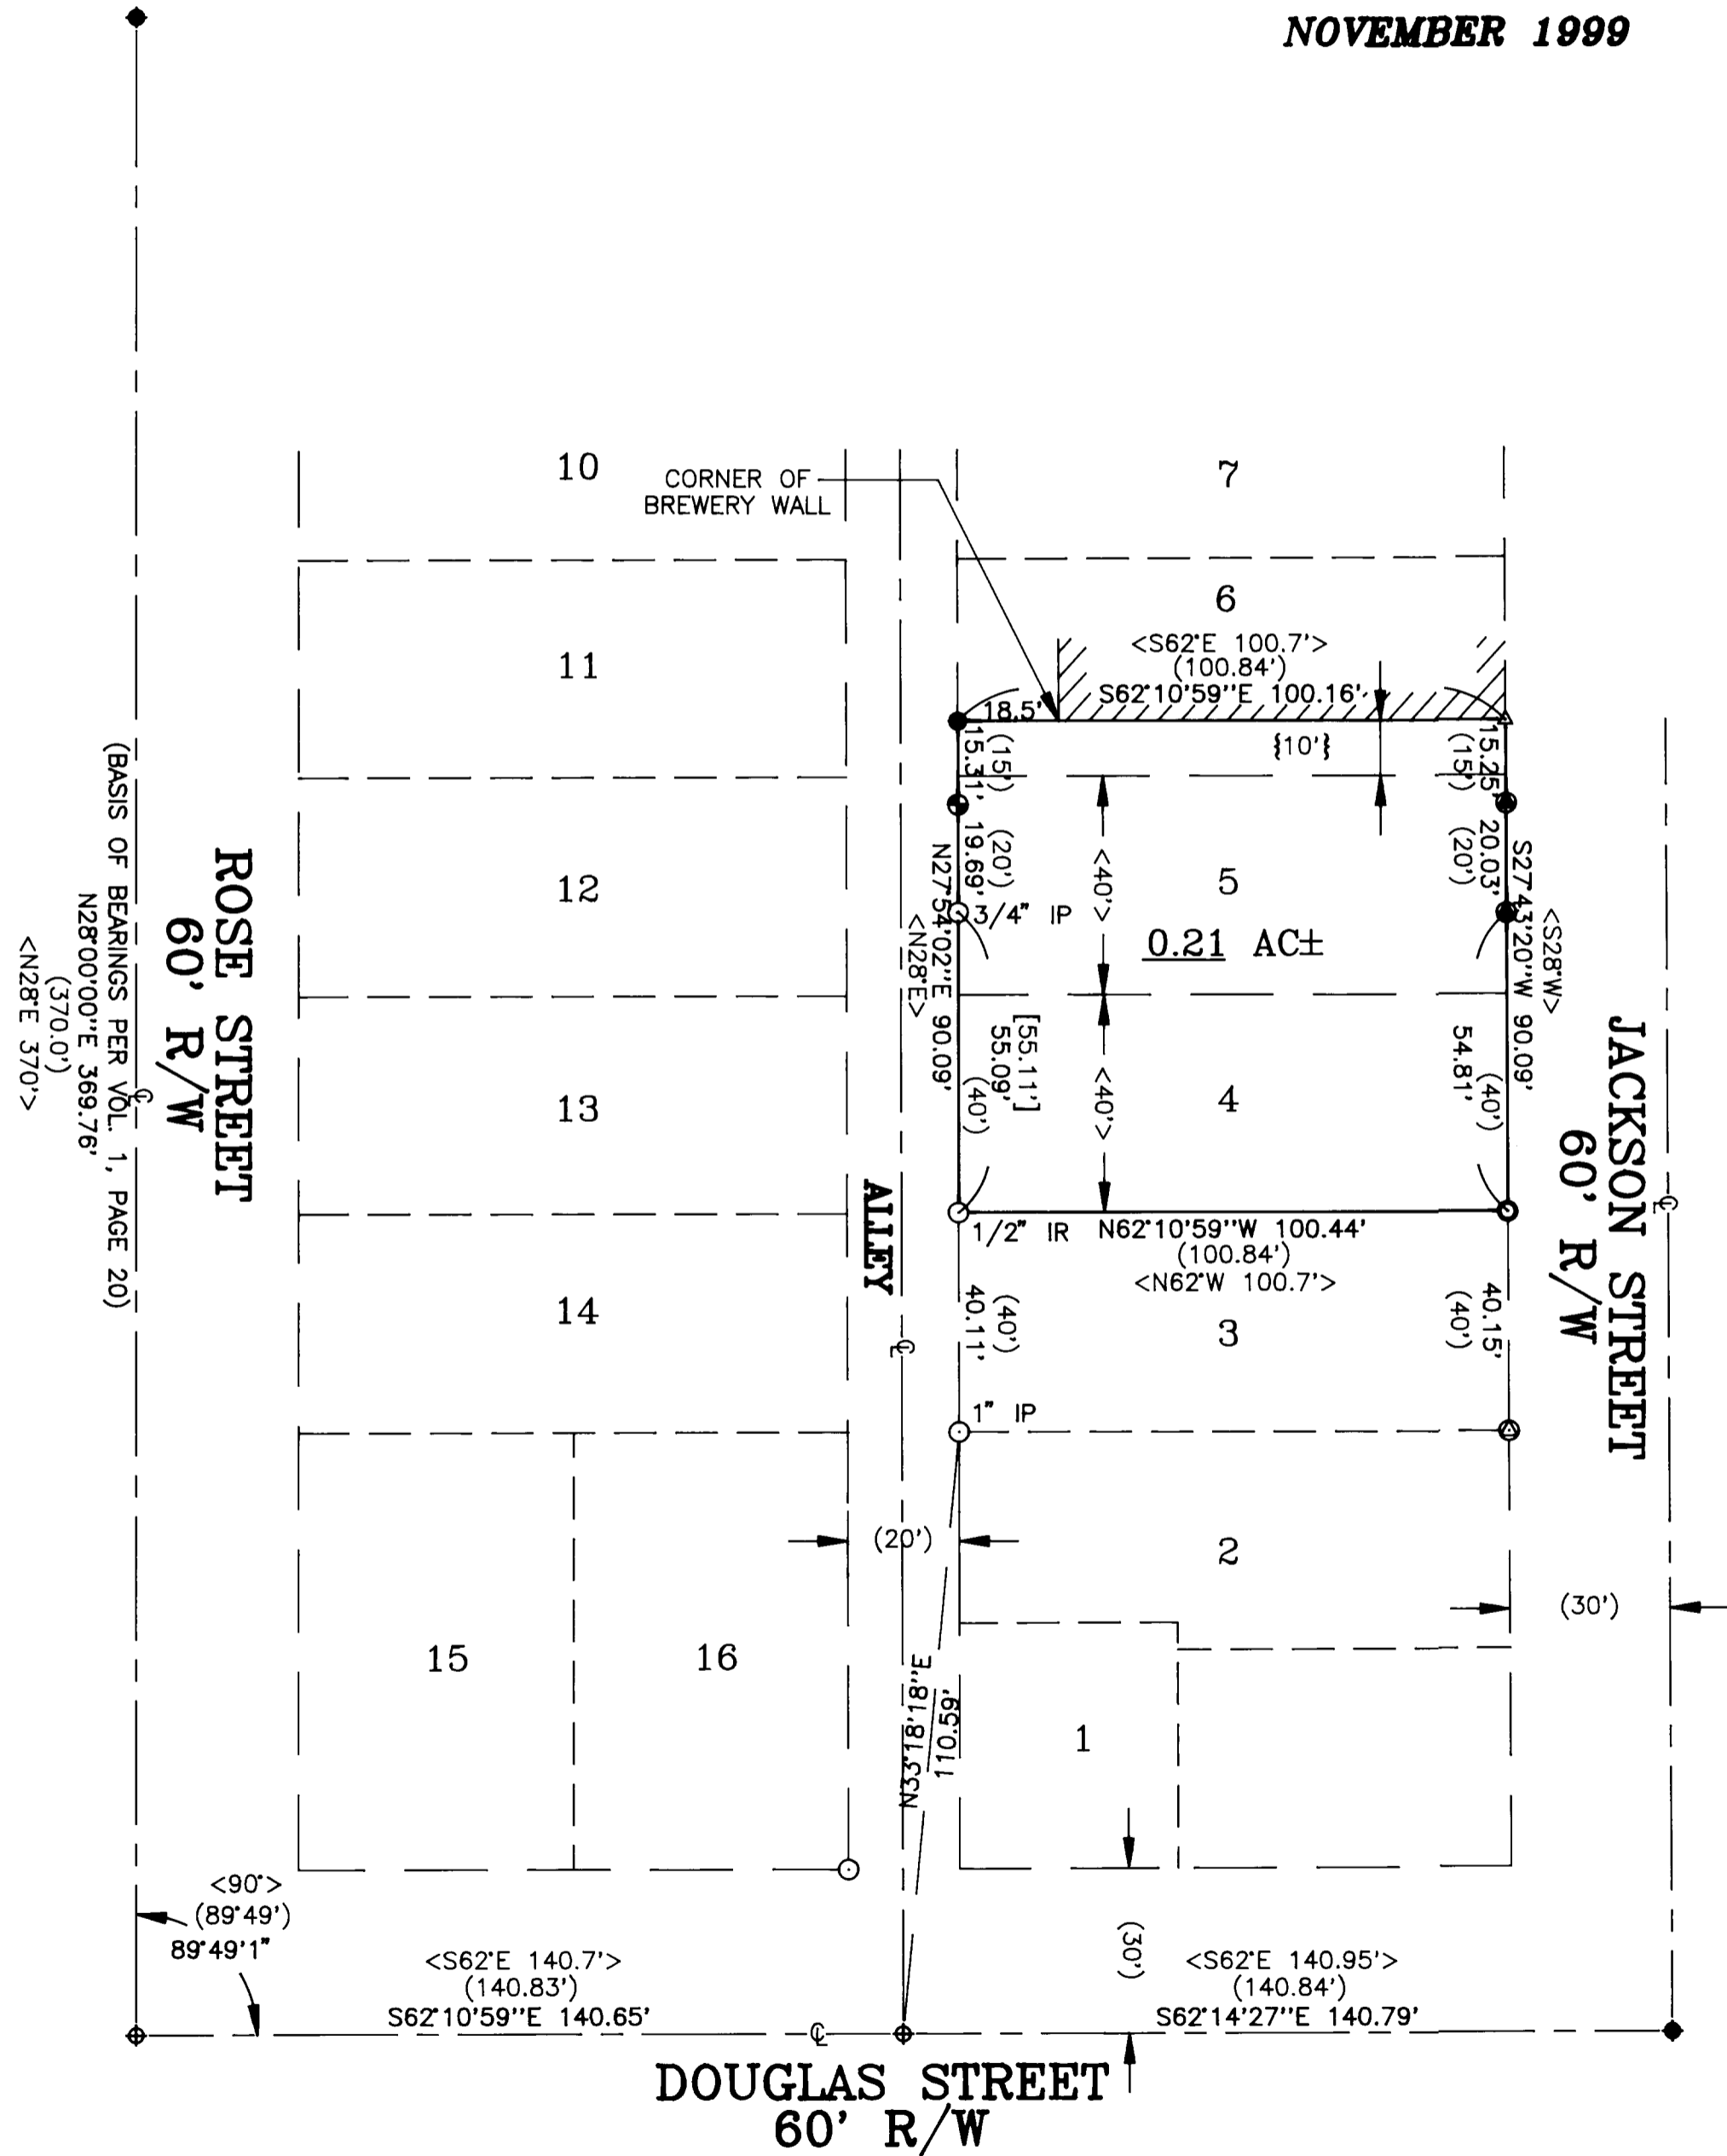 NOVEMBER 1999
10
CORNER OF
BREWERY WALL
7
6
<S62°E 100.7'>
(100.84')
S62°10'59"E 100.16'
18.5'
{10'}
11
15.31'
(15')
15.25'
(15')
19.69'
(20')
20.03'
(20')
N27°54'02"E 90.09'
<N28°E>
3/4" IP
<40'>
5
0.21 AC±
S27°43'20"W 90.09'
<S28°W>
12
ROSE STREET
60' R/W
(BASIS OF BEARINGS PER VOL. 1, PAGE 20)
N28°00'00"E 369.76'
(370.0')
<N28°E 370'>
℄
13
[55.11']
55.09'
(40')
<40'>
4
54.81'
(40')
JACKSON STREET
60' R/W
℄
ALLEY
1/2" IR
N62°10'59"W 100.44'
(100.84')
<N62°W 100.7'>
14
℄
40.11'
(40')
3
40.15'
(40')
1" IP
(20')
2
(30')
15
16
N33°18'18"E
110.59'
1
<90°>
(89°49')
89°49'1"
(30')
<S62°E 140.7'>
(140.83')
S62°10'59"E 140.65'
℄
<S62°E 140.95'>
(140.84')
S62°14'27"E 140.79'
DOUGLAS STREET
60' R/W